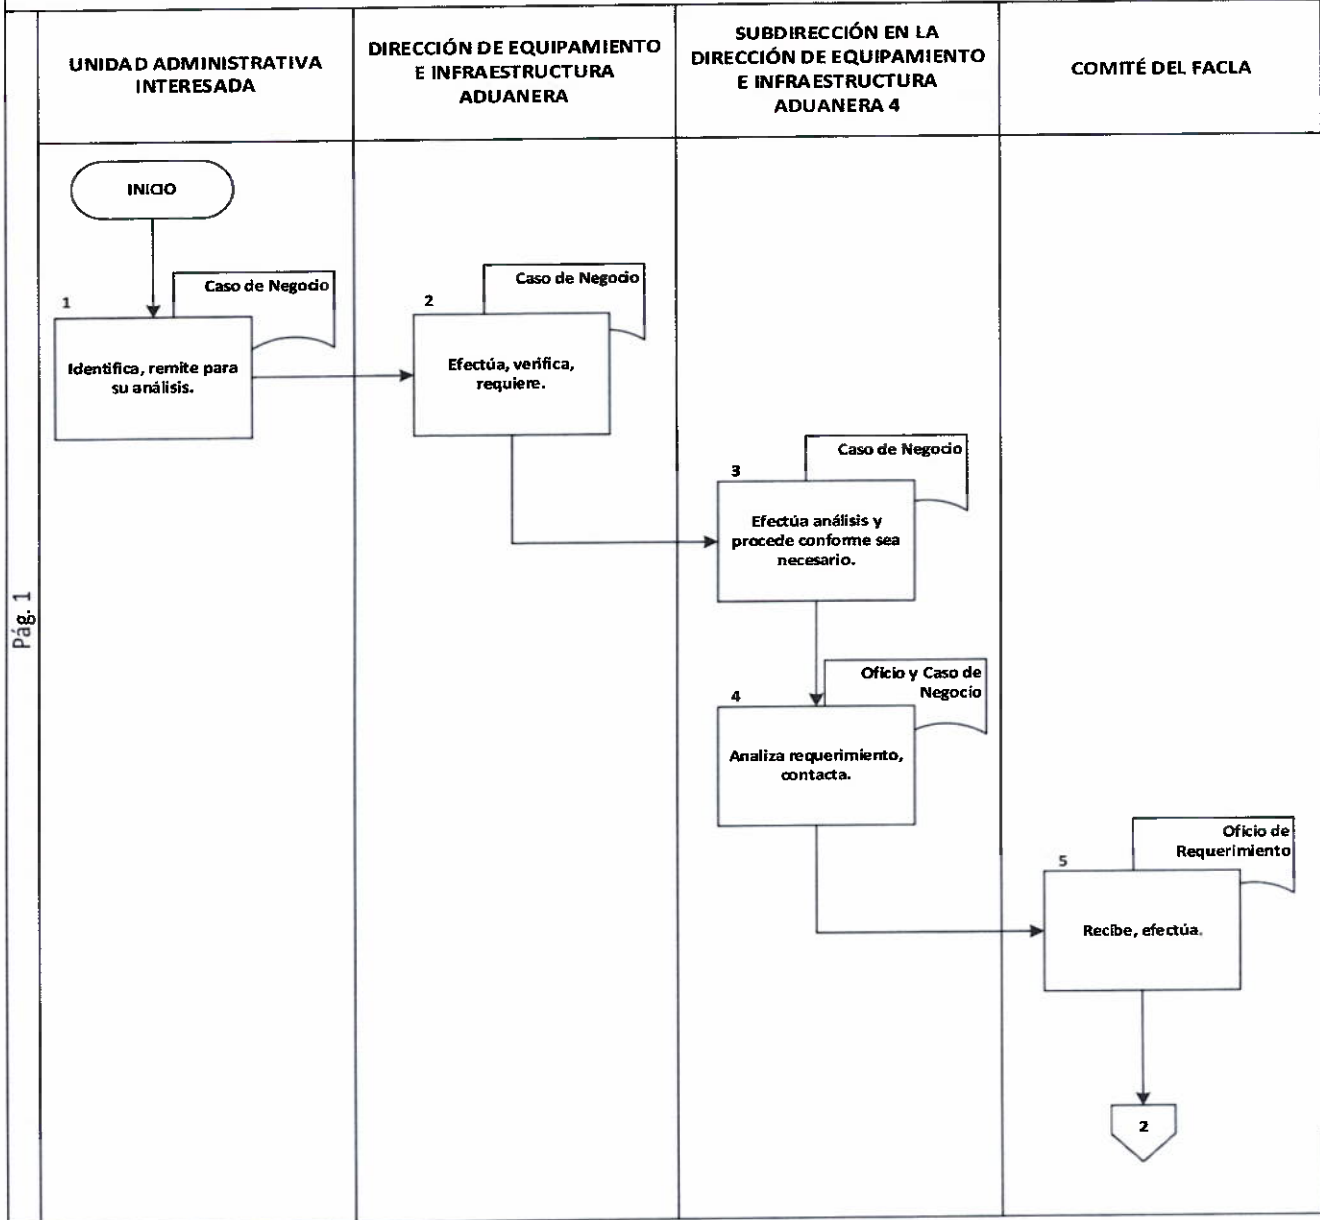 UNIDAD ADMINISTRATIVA
INTERESADA
DIRECCIÓN DE EQUIPAMIENTO
E INFRAESTRUCTURA
ADUANERA
SUBDIRECCIÓN EN LA
DIRECCIÓN DE EQUIPAMIENTO
E INFRAESTRUCTURA
ADUANERA 4
COMITÉ DEL FACLA
Pág. 1
INICIO
1
Caso de Negocio
Identifica, remite para
su análisis.
2
Caso de Negocio
Efectúa, verifica,
requiere.
3
Caso de Negocio
Efectúa análisis y
procede conforme sea
necesario.
4
Oficio y Caso de
Negocio
Analiza requerimiento,
contacta.
5
Oficio de
Requerimiento
Recibe, efectúa.
2